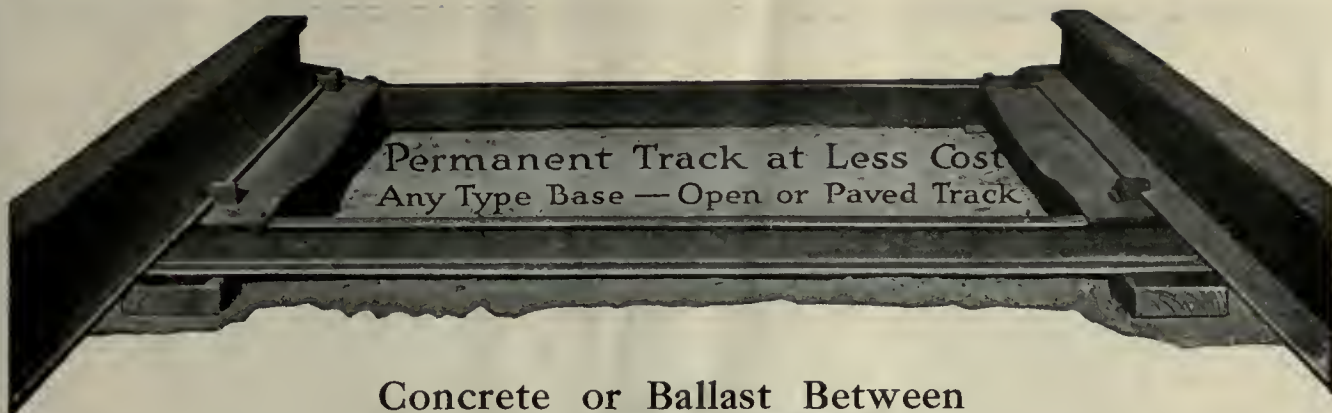 Permanent Track at Less Cost
Any Type Base — Open or Paved Track
Concrete or Ballast Between